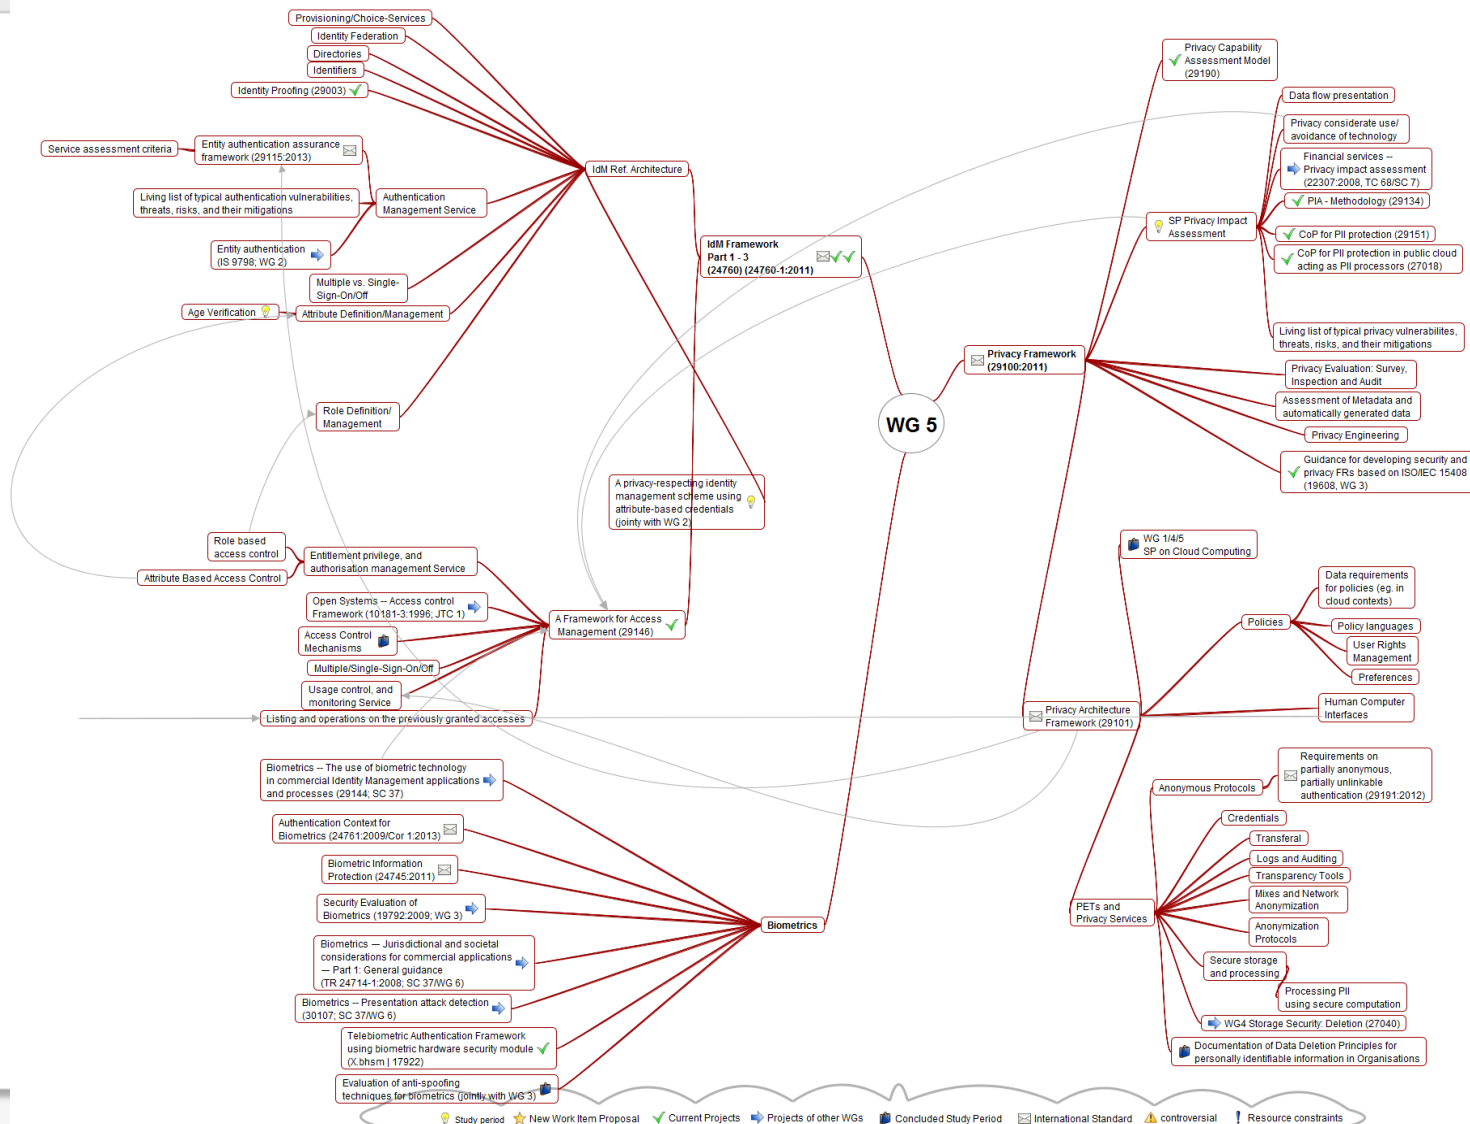 Provisioning/Choice-Services
Identity Federation
Directories
Identifiers
Identity Proofing (29003)
Service assessment criteria
Entity authentication assurance
framework (29115:2013)
Living list of typical authentication vulnerabilities,
threats, risks, and their mitigations
Authentication
Management Service
Entity authentication
(IS 9798; WG 2)
Multiple vs. Single-
Sign-On/Off
Age Verification
Attribute Definition/Management
Role Definition/
Management
IdM Ref. Architecture
IdM Framework
Part 1 - 3
(24760) (24760-1:2011)
A privacy-respecting identity
management scheme using
attribute-based credentials
(jointy with WG 2)
Role based
access control
Attribute Based Access Control
Entitlement privilege, and
authorisation management Service
Open Systems -- Access control
Framework (10181-3:1996; JTC 1)
Access Control
Mechanisms
Multiple/Single-Sign-On/Off
Usage control, and
monitoring Service
Listing and operations on the previously granted accesses
A Framework for Access
Management (29146)
WG 5
Biometrics -- The use of biometric technology
in commercial Identity Management applications
and processes (29144; SC 37)
Authentication Context for
Biometrics (24761:2009/Cor 1:2013)
Biometric Information
Protection (24745:2011)
Security Evaluation of
Biometrics (19792:2009; WG 3)
Biometrics — Jurisdictional and societal
considerations for commercial applications
— Part 1: General guidance
(TR 24714-1:2008; SC 37/WG 6)
Biometrics -- Presentation attack detection
(30107; SC 37/WG 6)
Telebiometric Authentication Framework
using biometric hardware security module
(X.bhsm | 17922)
Evaluation of anti-spoofing
techniques for biometrics (jointly with WG 3)
Biometrics
Privacy Framework
(29100:2011)
Privacy Capability
Assessment Model
(29190)
SP Privacy Impact
Assessment
Data flow presentation
Privacy considerate use/
avoidance of technology
Financial services --
Privacy impact assessment
(22307:2008, TC 68/SC 7)
PIA - Methodology (29134)
CoP for PII protection (29151)
CoP for PII protection in public cloud
acting as PII processors (27018)
Living list of typical privacy vulnerabilites,
threats, risks, and their mitigations
Privacy Evaluation: Survey,
Inspection and Audit
Assessment of Metadata and
automatically generated data
Privacy Engineering
Guidance for developing security and
privacy FRs based on ISO/IEC 15408
(19608, WG 3)
WG 1/4/5
SP on Cloud Computing
Privacy Architecture
Framework (29101)
Policies
Data requirements
for policies (eg. in
cloud contexts)
Policy languages
User Rights
Management
Preferences
Human Computer
Interfaces
PETs and
Privacy Services
Anonymous Protocols
Requirements on
partially anonymous,
partially unlinkable
authentication (29191:2012)
Credentials
Transferal
Logs and Auditing
Transparency Tools
Mixes and Network
Anonymization
Anonymization
Protocols
Secure storage
and processing
Processing PII
using secure computation
WG4 Storage Security: Deletion (27040)
Documentation of Data Deletion Principles for
personally identifiable information in Organisations
Study period
New Work Item Proposal
Current Projects
Projects of other WGs
Concluded Study Period
International Standard
controversial
Resource constraints